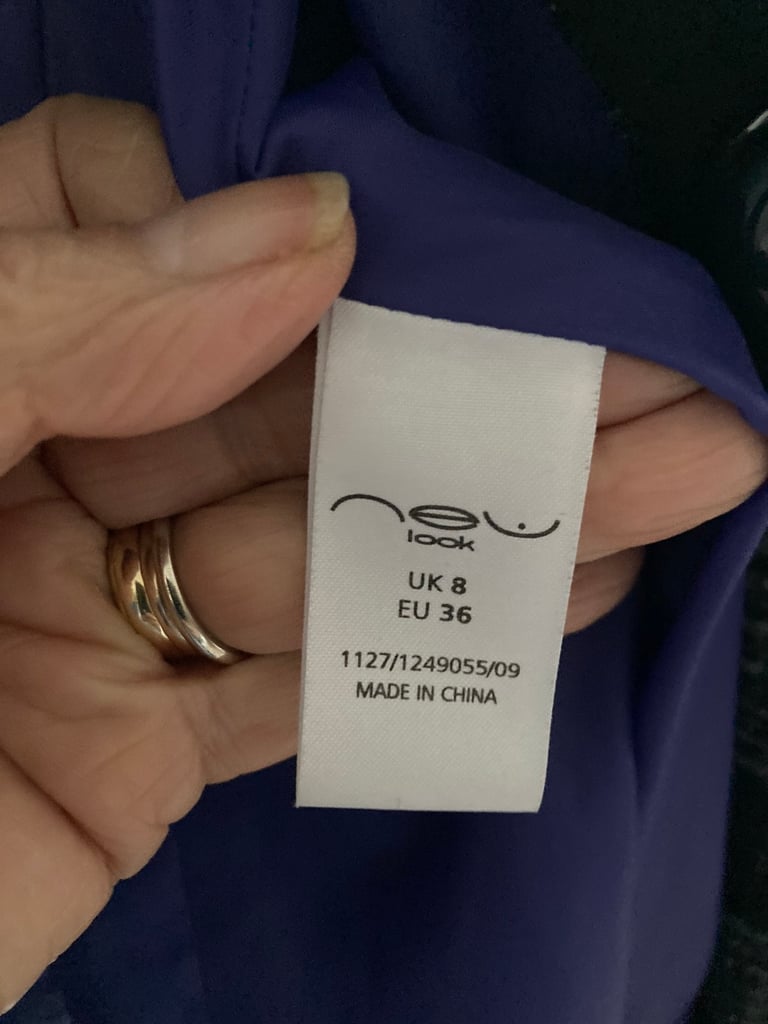 new
look
UK 8
EU 36
1127/1249055/09
MADE IN CHINA